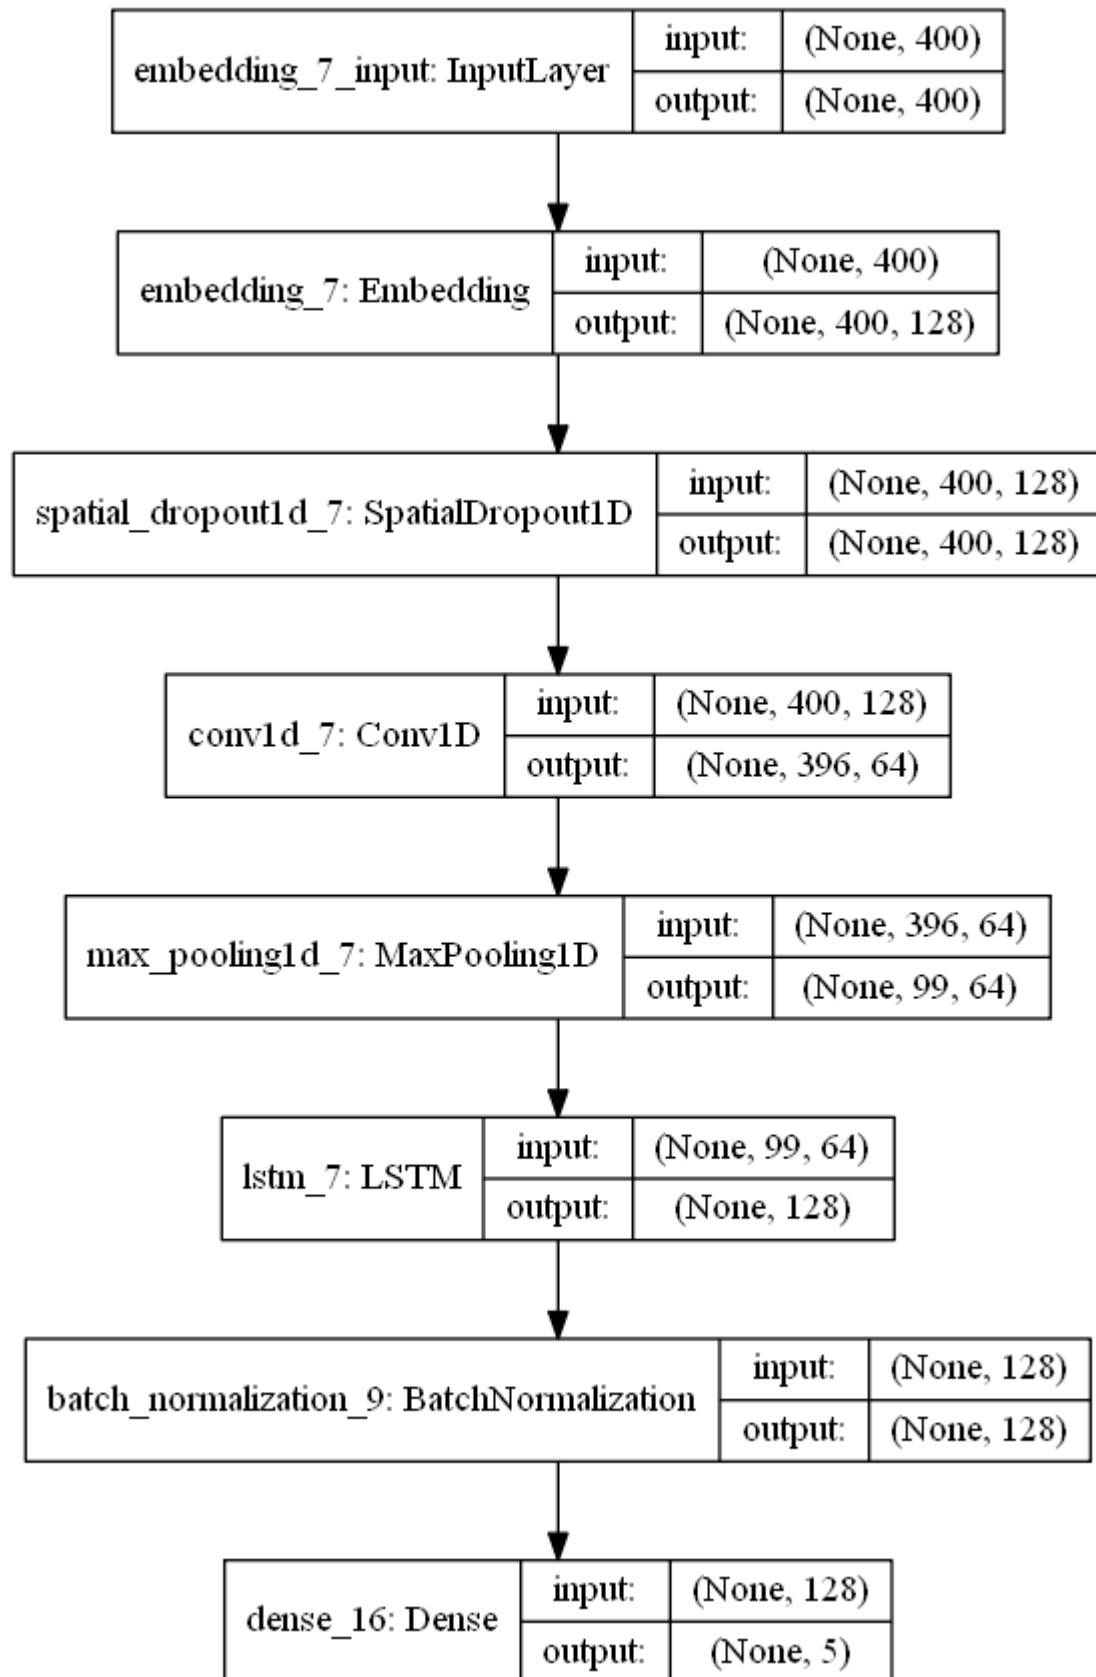 embedding_7_input: InputLayer
input: (None, 400)
output: (None, 400)
embedding_7: Embedding
input: (None, 400)
output: (None, 400, 128)
spatial_dropout1d_7: SpatialDropout1D
input: (None, 400, 128)
output: (None, 400, 128)
conv1d_7: Conv1D
input: (None, 400, 128)
output: (None, 396, 64)
max_pooling1d_7: MaxPooling1D
input: (None, 396, 64)
output: (None, 99, 64)
lstm_7: LSTM
input: (None, 99, 64)
output: (None, 128)
batch_normalization_9: BatchNormalization
input: (None, 128)
output: (None, 128)
dense_16: Dense
input: (None, 128)
output: (None, 5)